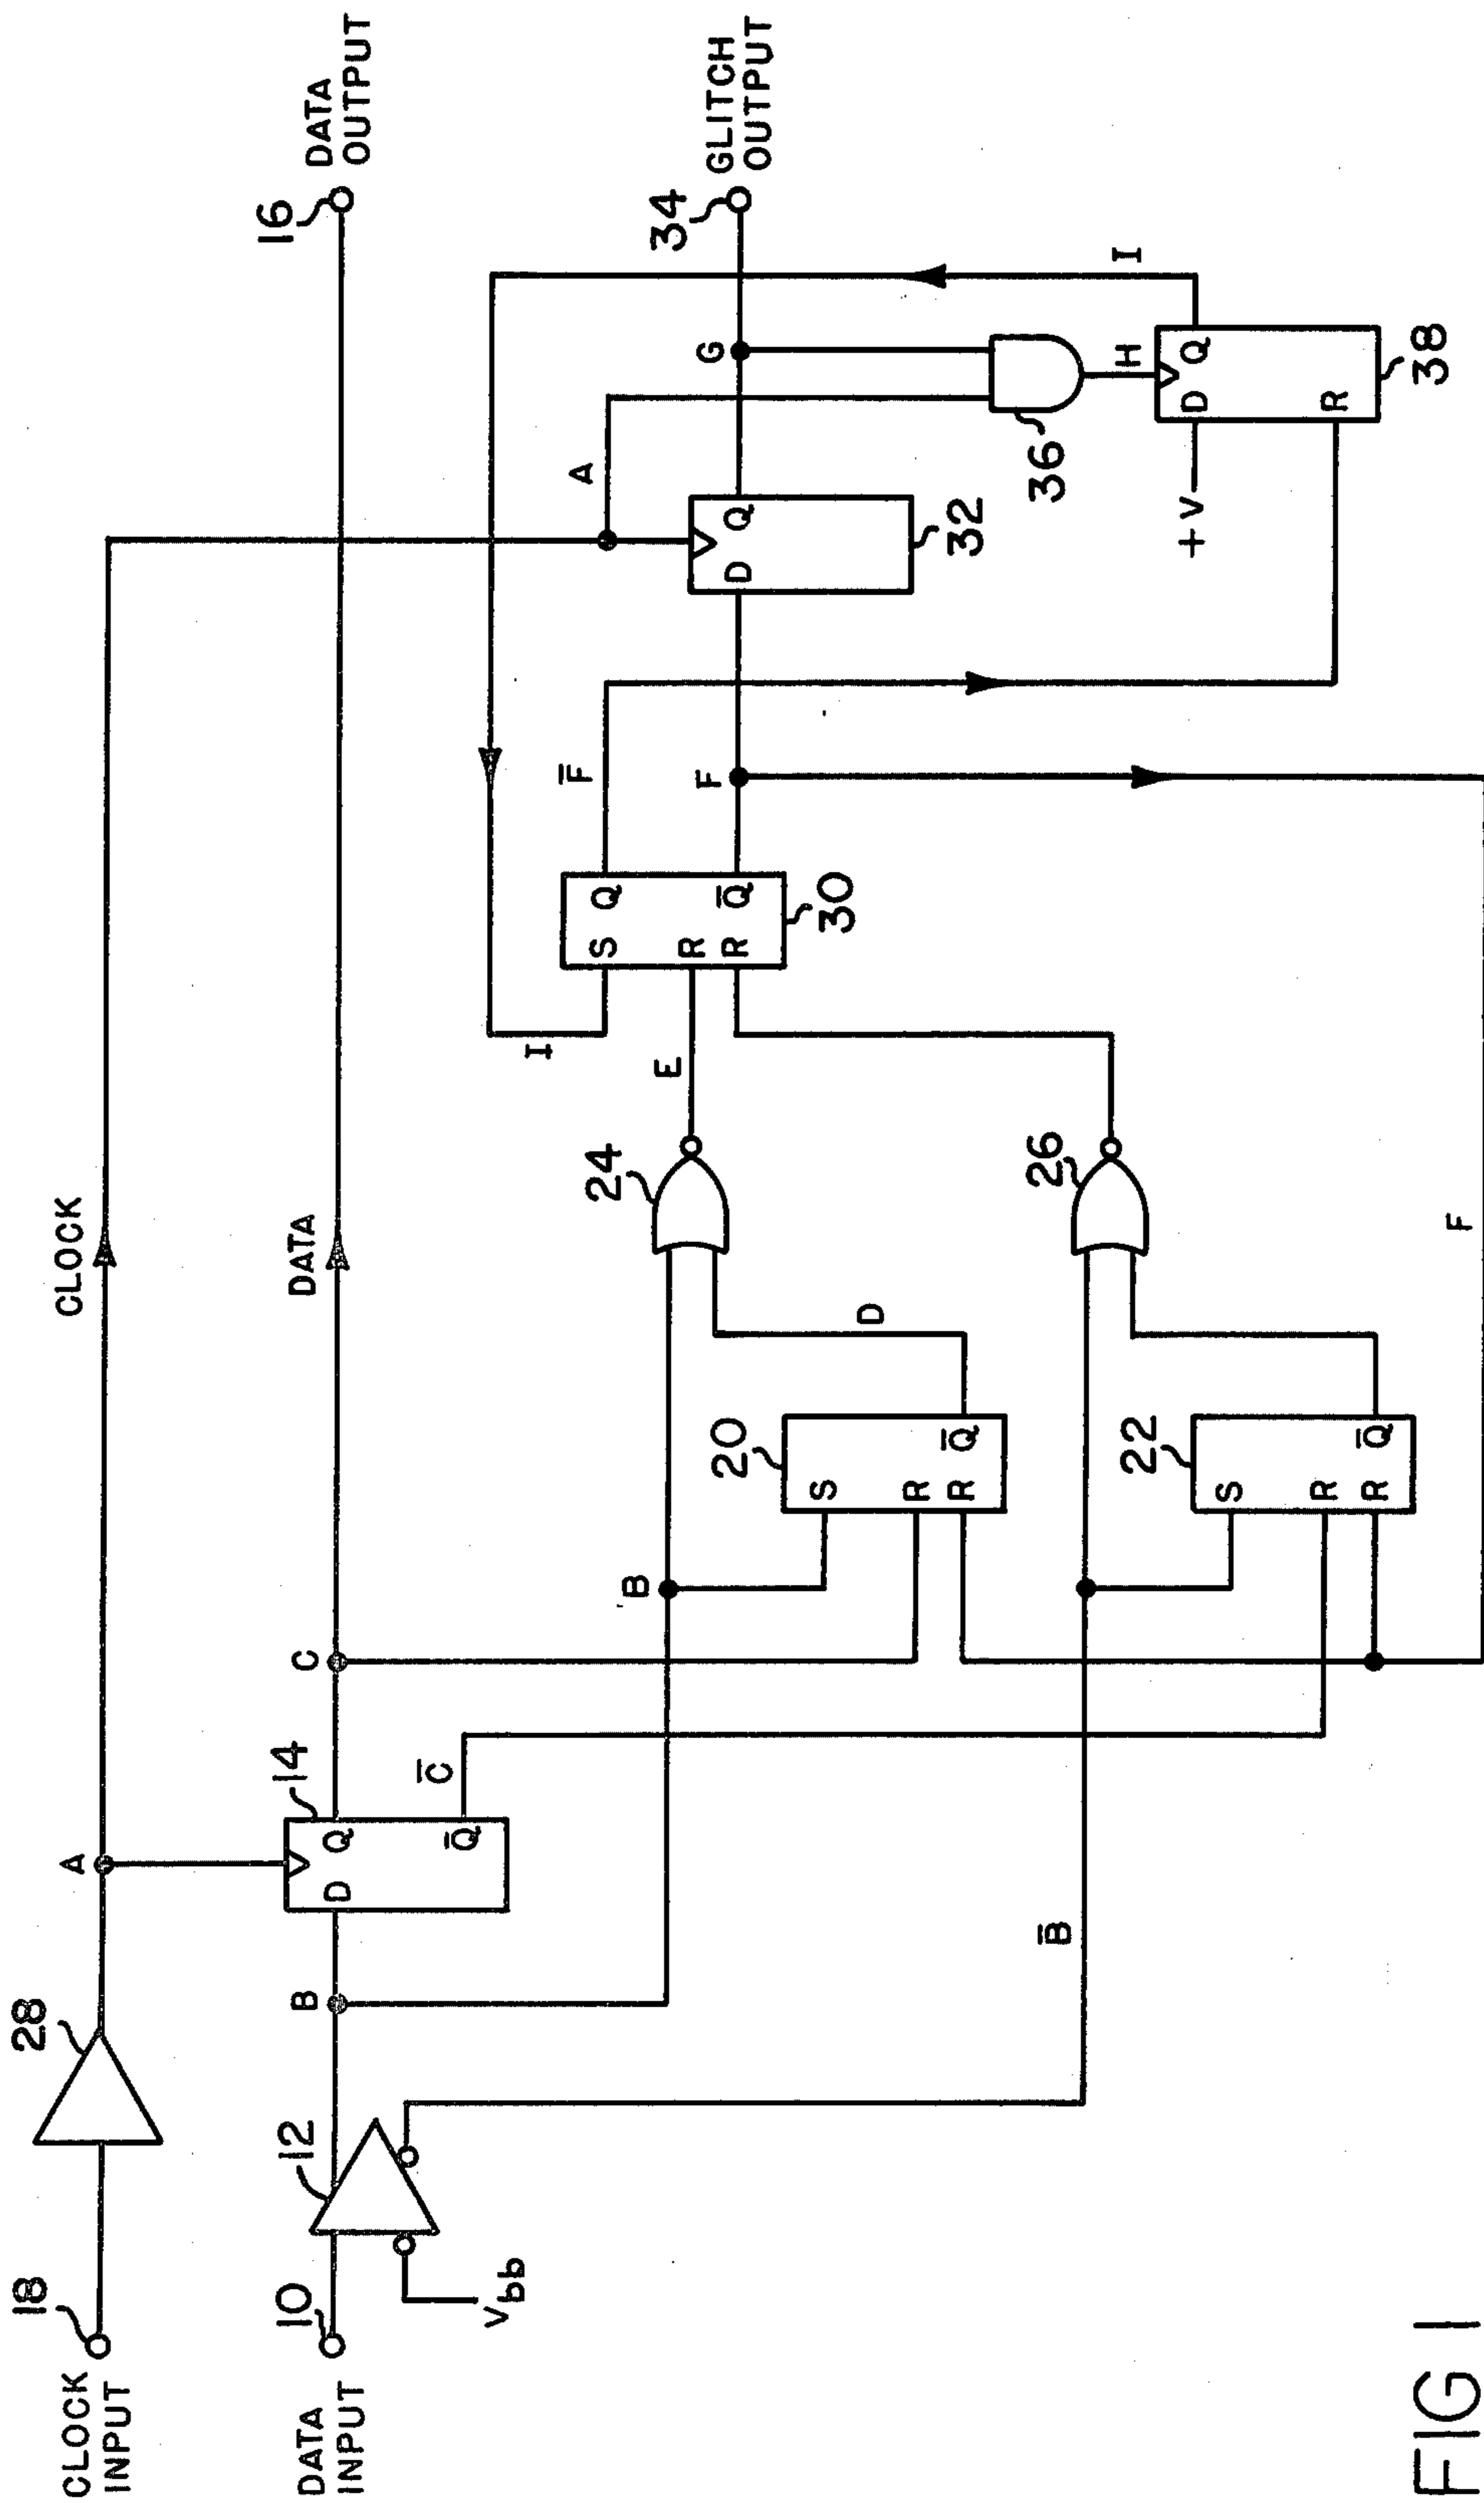 CLOCK
INPUT
18
28
A
CLOCK
DATA
INPUT
10
12
Vbb
B
14
D
Q
Q̅
C
C̅
DATA
16
DATA
OUTPUT
B
B̅
20
S
R
R
Q̅
D
22
S
R
R
Q̅
24
E
26
F
I
30
S
R
R
Q
Q̅
F̅
F
32
D
Q
A
G
34
GLITCH
OUTPUT
36
H
I
+V
D
Q
R
38
FIG 1